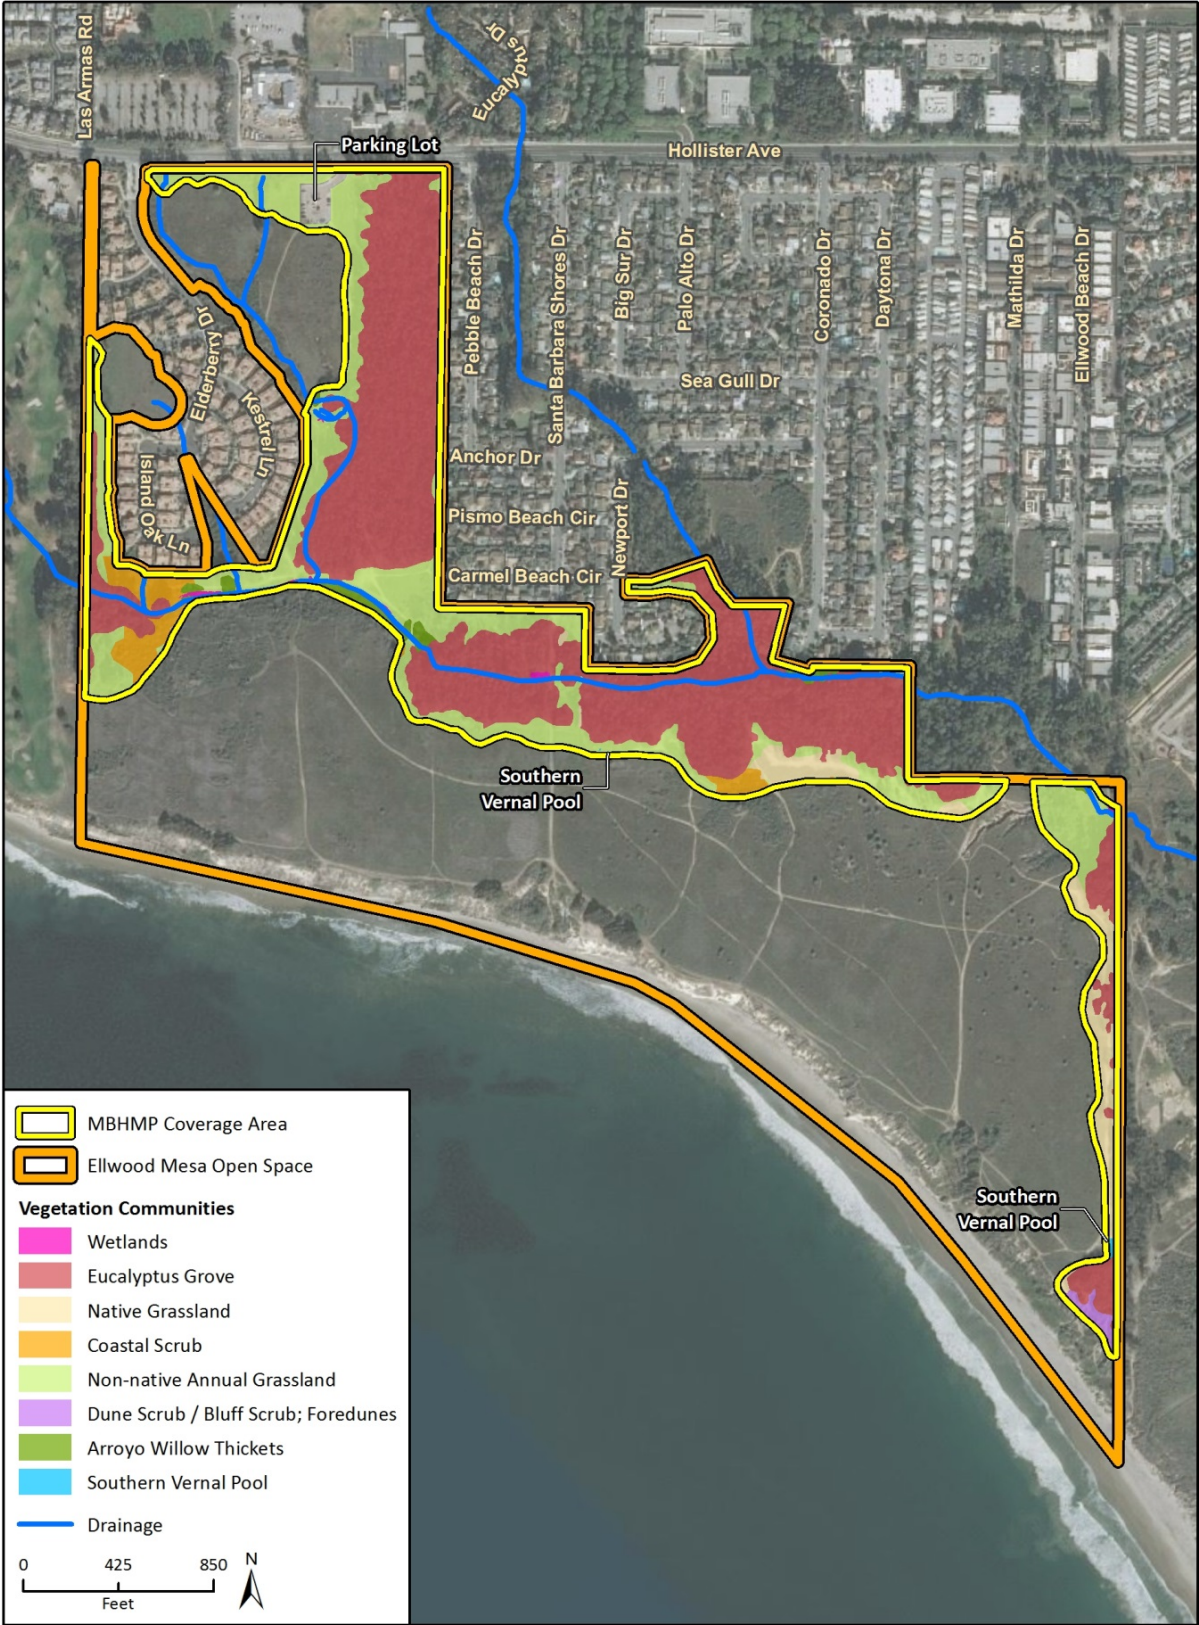 Las Armas Rd
Eucalyptus Dr
Parking Lot
Hollister Ave
Pebble Beach Dr
Santa Barbara Shores Dr
Big Sur Dr
Palo Alto Dr
Coronado Dr
Daytona Dr
Mathilda Dr
Ellwood Beach Dr
Elderberry Dr
Kestrel Ln
Sea Gull Dr
Island Oak Ln
Anchor Dr
Pismo Beach Cir
Newport Dr
Carmel Beach Cir
Southern
Vernal Pool
Southern
Vernal Pool
MBHMP Coverage Area
Ellwood Mesa Open Space
Vegetation Communities
Wetlands
Eucalyptus Grove
Native Grassland
Coastal Scrub
Non-native Annual Grassland
Dune Scrub / Bluff Scrub; Foredunes
Arroyo Willow Thickets
Southern Vernal Pool
Drainage
0 425 850
Feet
N